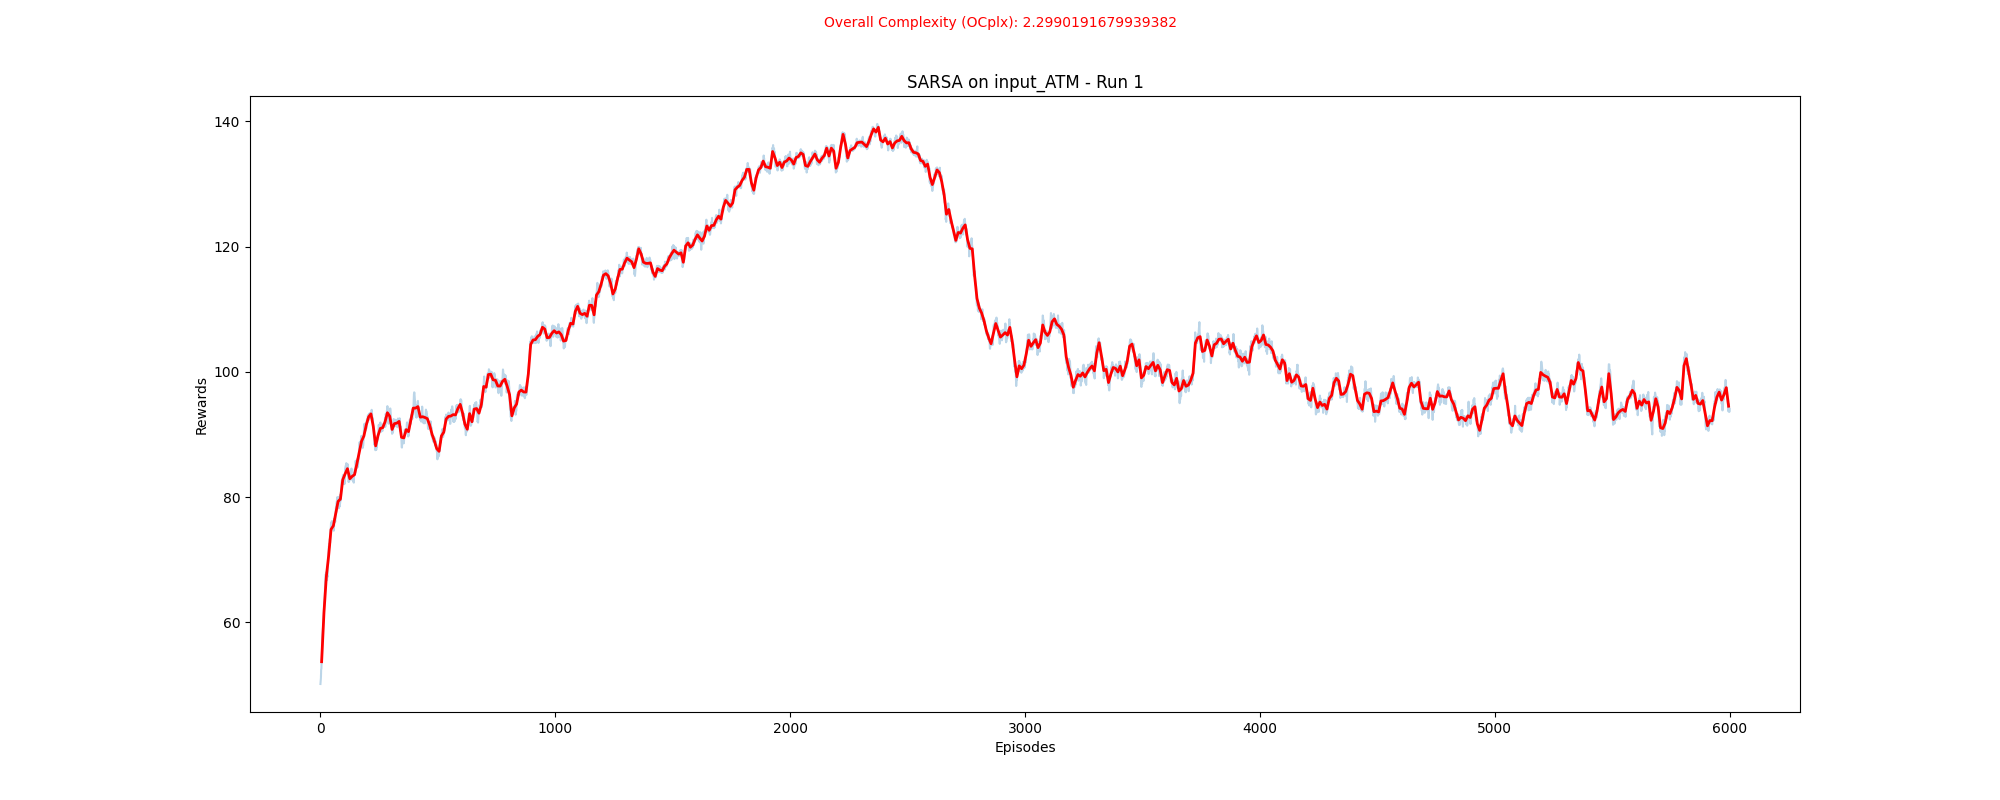 Overall Complexity (OCplx): 2.2990191679939382
SARSA on input_ATM - Run 1
140
120
100
80
60
Rewards
0 1000 2000 3000 4000 5000 6000
Episodes